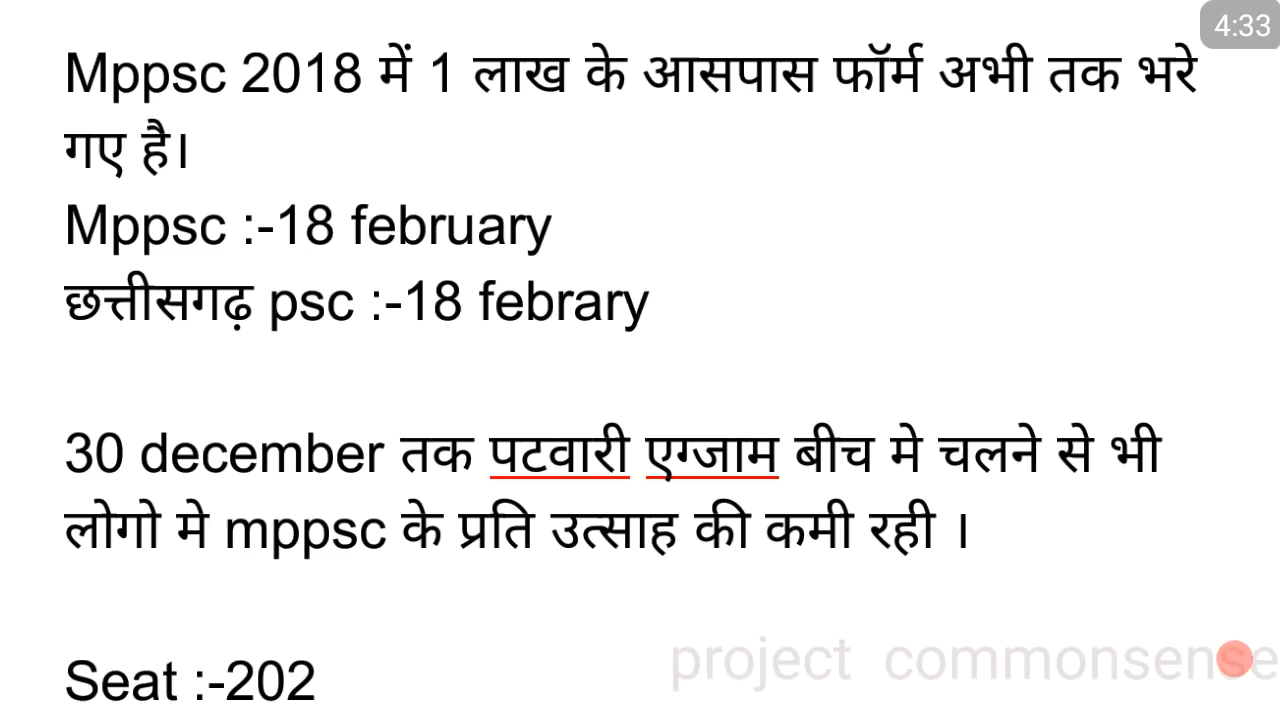 4:33
Mppsc 2018 में 1 लाख के आसपास फॉर्म अभी तक भरे
गए है।
Mppsc :-18 february
छत्तीसगढ़ psc :-18 febrary
30 december तक पटवारी एग्जाम बीच मे चलने से भी
लोगो मे mppsc के प्रति उत्साह की कमी रही ।
Seat :-202
project commonsense